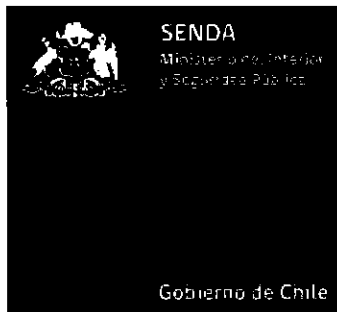 SENDA
Ministerio del Interior
y Seguridad Pública
Gobierno de Chile